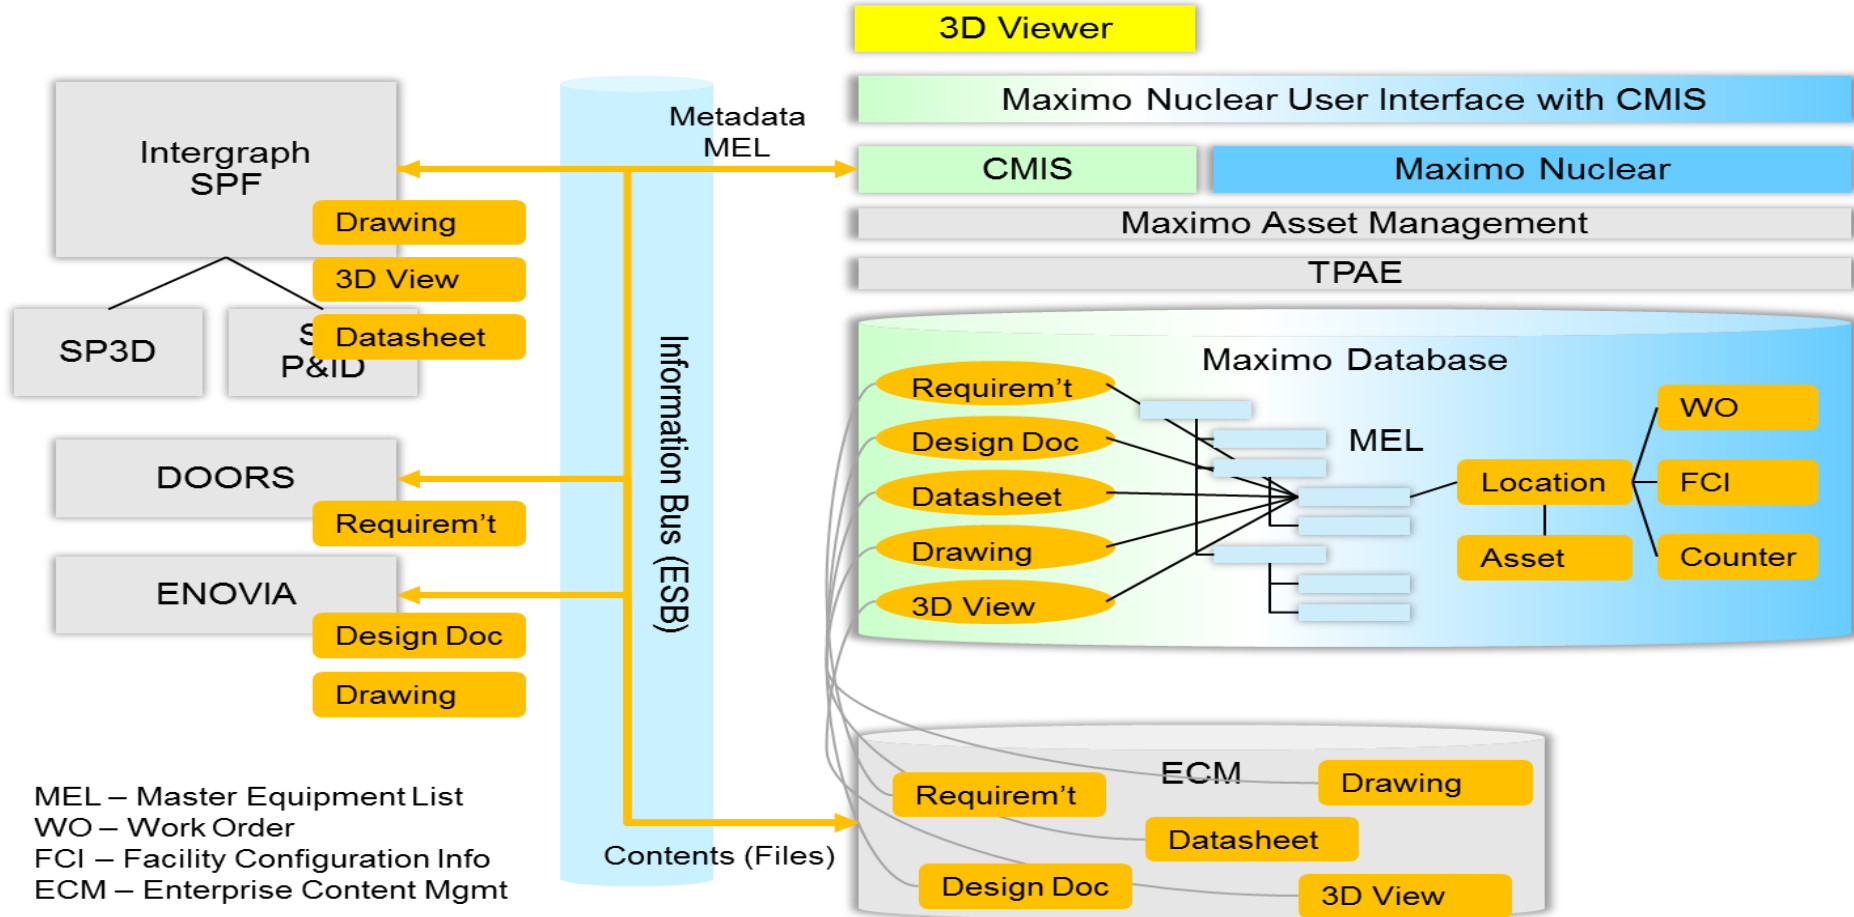 3D Viewer
Maximo Nuclear User Interface with CMIS
Metadata
MEL
Intergraph
SPF
CMIS
Maximo Nuclear
Maximo Asset Management
TPAE
Drawing
3D View
Datasheet
SP3D
P&ID
Information Bus (ESB)
Maximo Database
Requirem't
Design Doc
Datasheet
Drawing
3D View
MEL
Location
Asset
WO
FCI
Counter
DOORS
Requirem't
ENOVIA
Design Doc
Drawing
ECM
Requirem't
Drawing
Datasheet
Design Doc
3D View
Contents (Files)
MEL – Master Equipment List
WO – Work Order
FCI – Facility Configuration Info
ECM – Enterprise Content Mgmt